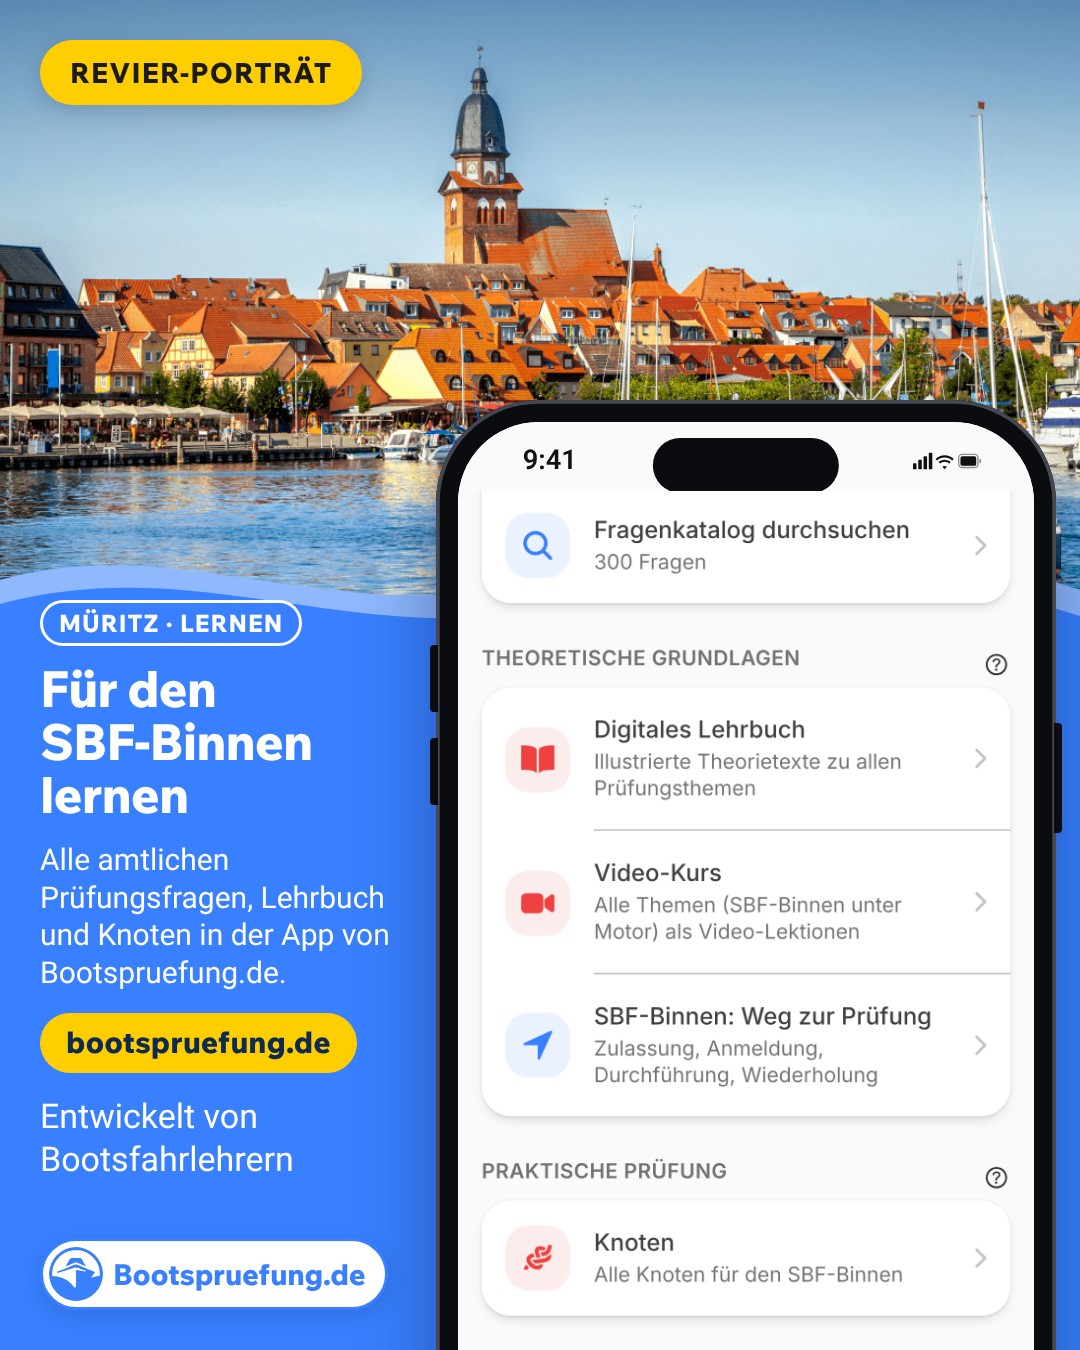 REVIER-PORTRÄT
MÜRITZ · LERNEN
Für den
SBF-Binnen
lernen
Alle amtlichen
Prüfungsfragen, Lehrbuch
und Knoten in der App von
Bootspruefung.de.
bootspruefung.de
Entwickelt von
Bootsfahrlehrern
Bootspruefung.de
9:41
Fragenkatalog durchsuchen
300 Fragen
THEORETISCHE GRUNDLAGEN
?
Digitales Lehrbuch
Illustrierte Theorietexte zu allen
Prüfungsthemen
Video-Kurs
Alle Themen (SBF-Binnen unter
Motor) als Video-Lektionen
SBF-Binnen: Weg zur Prüfung
Zulassung, Anmeldung,
Durchführung, Wiederholung
PRAKTISCHE PRÜFUNG
?
Knoten
Alle Knoten für den SBF-Binnen